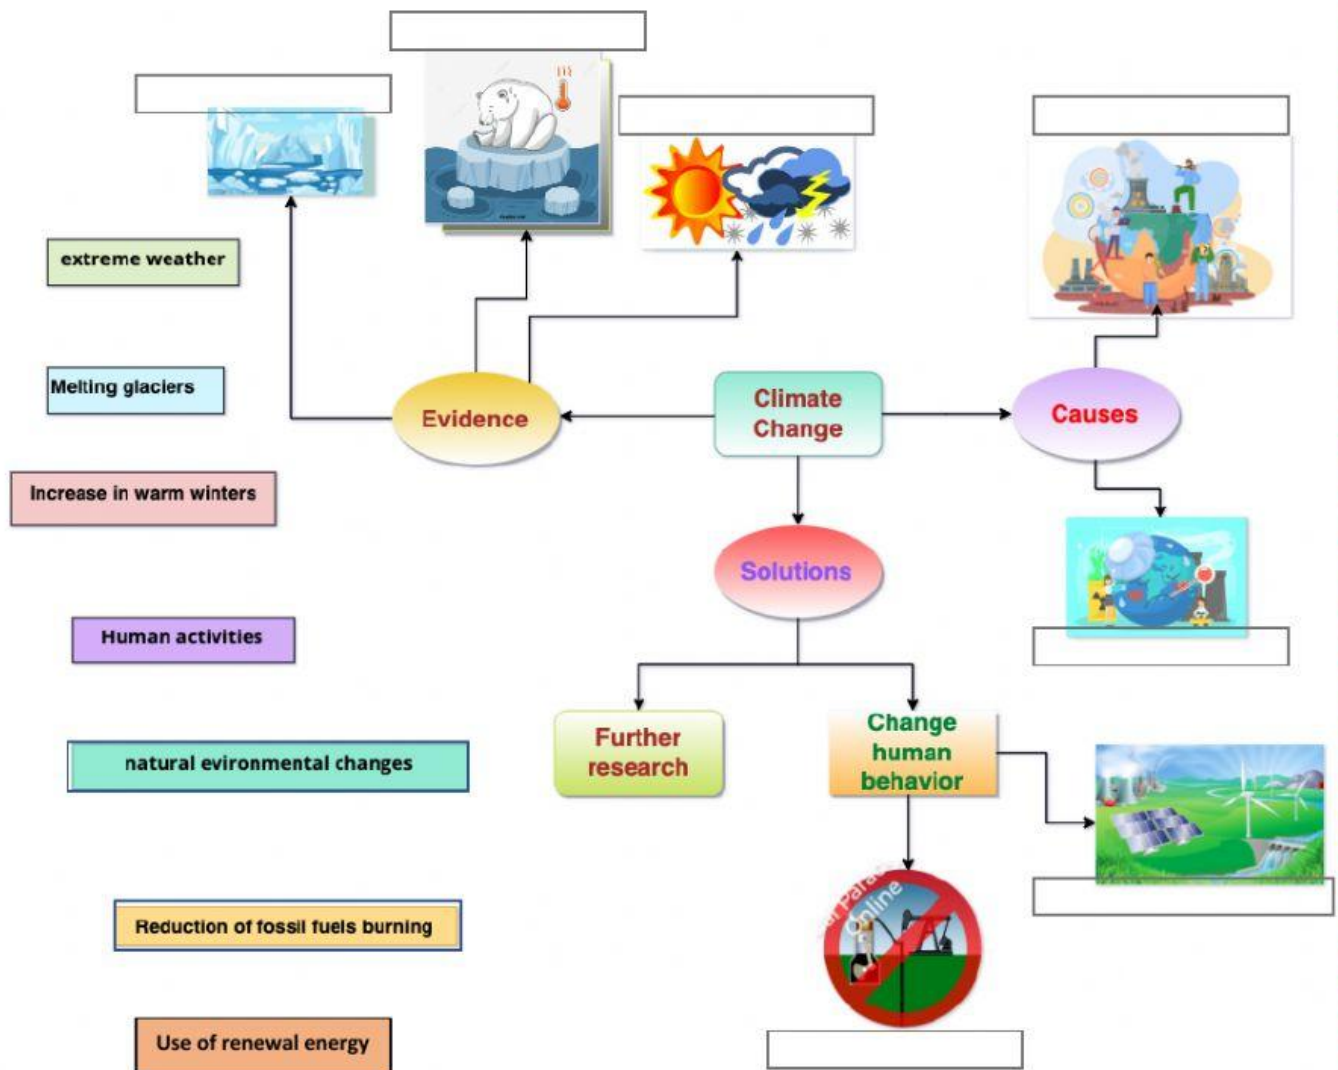 extreme weather
Melting glaciers
Increase in warm winters
Human activities
natural evironmental changes
Reduction of fossil fuels burning
Use of renewal energy
Evidence
Climate
Change
Causes
Solutions
Further
research
Change
human
behavior
Online